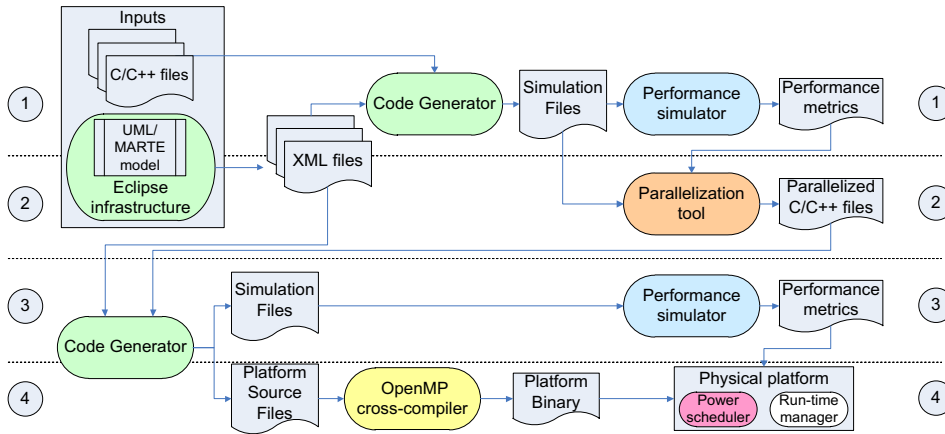 Inputs
C/C++ files
UML/
MARTE
model
Eclipse
infrastructure
XML files
Code Generator
Simulation
Files
Performance
simulator
Performance
metrics
1
1
2
2
Parallelization
tool
Parallelized
C/C++ files
3
3
Simulation
Files
Performance
simulator
Performance
metrics
Code Generator
4
4
Platform
Source
Files
OpenMP
cross-compiler
Platform
Binary
Physical platform
Power
scheduler
Run-time
manager